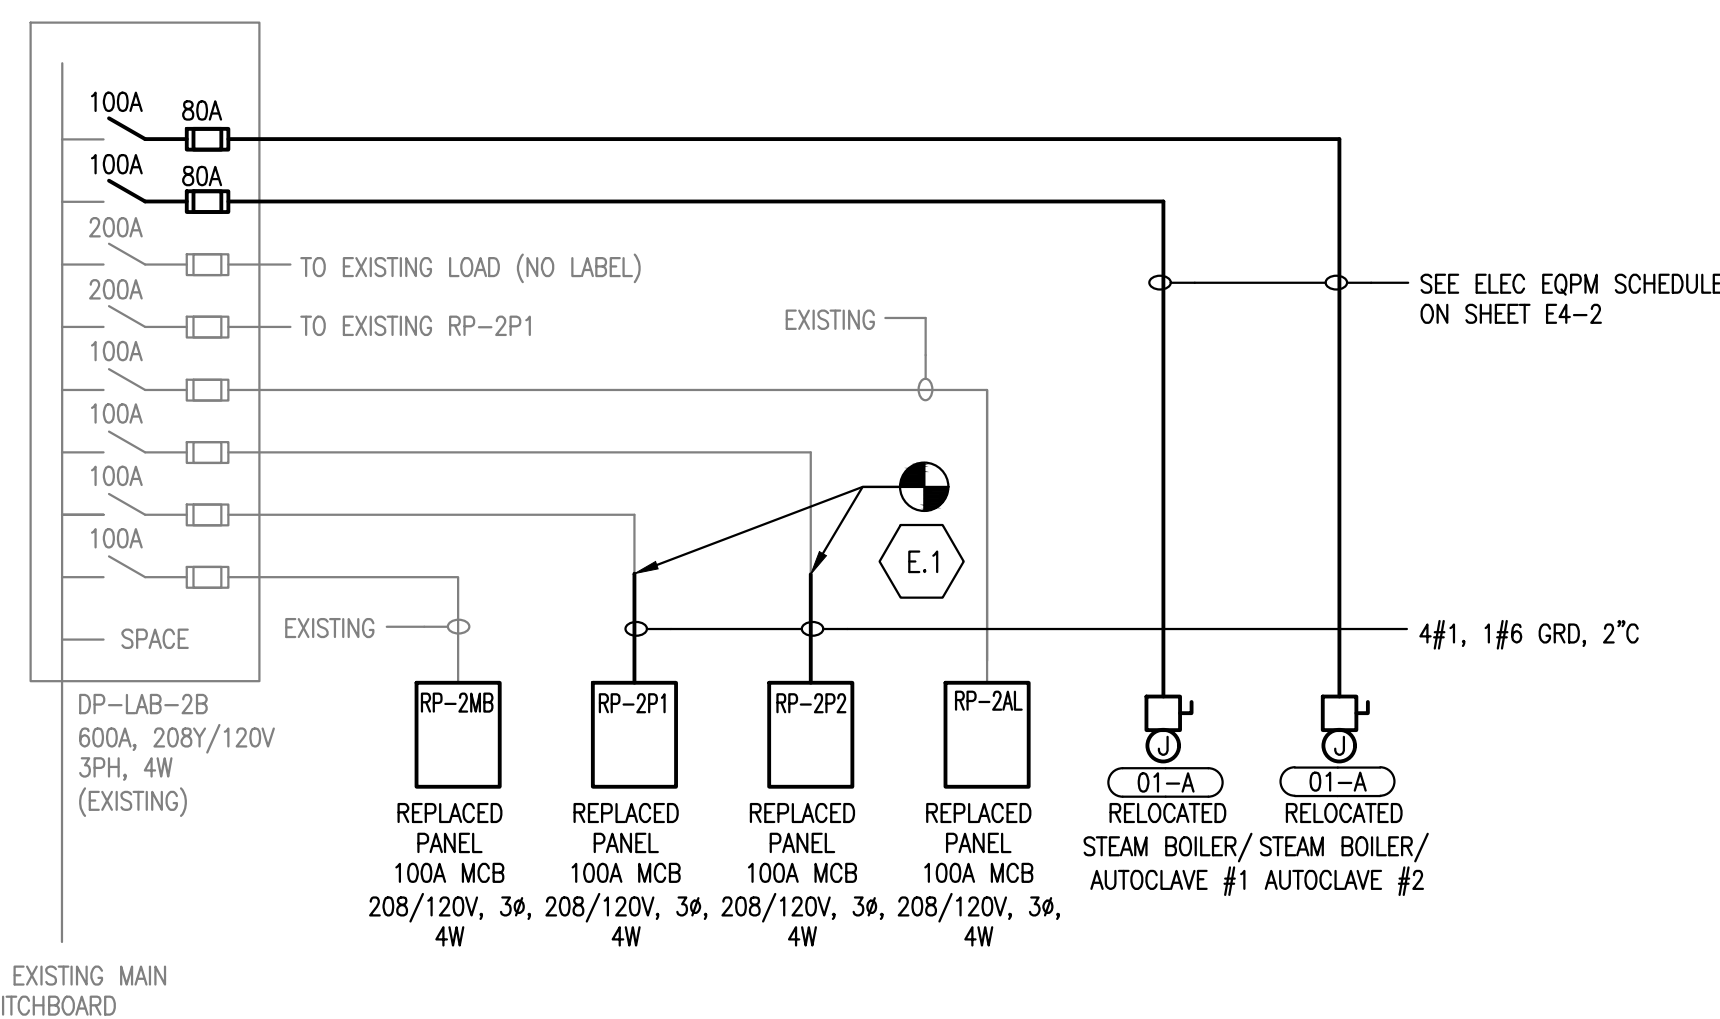 100A
80A
100A
80A
200A
TO EXISTING LOAD (NO LABEL)
200A
TO EXISTING RP-2P1
100A
100A
100A
100A
SPACE
EXISTING
EXISTING
SEE ELEC EQPM SCHEDULE
ON SHEET E4-2
E.1
4#1, 1#6 GRD, 2"C
DP-LAB-2B
600A, 208Y/120V
3PH, 4W
(EXISTING)
RP-2MB
REPLACED
PANEL
100A MCB
208/120V, 3ø,
4W
RP-2P1
REPLACED
PANEL
100A MCB
208/120V, 3ø,
4W
RP-2P2
REPLACED
PANEL
100A MCB
208/120V, 3ø,
4W
RP-2AL
REPLACED
PANEL
100A MCB
208/120V, 3ø,
4W
J
01-A
RELOCATED
STEAM BOILER/
AUTOCLAVE #1
J
01-A
RELOCATED
STEAM BOILER/
AUTOCLAVE #2
EXISTING MAIN
ITCHBOARD